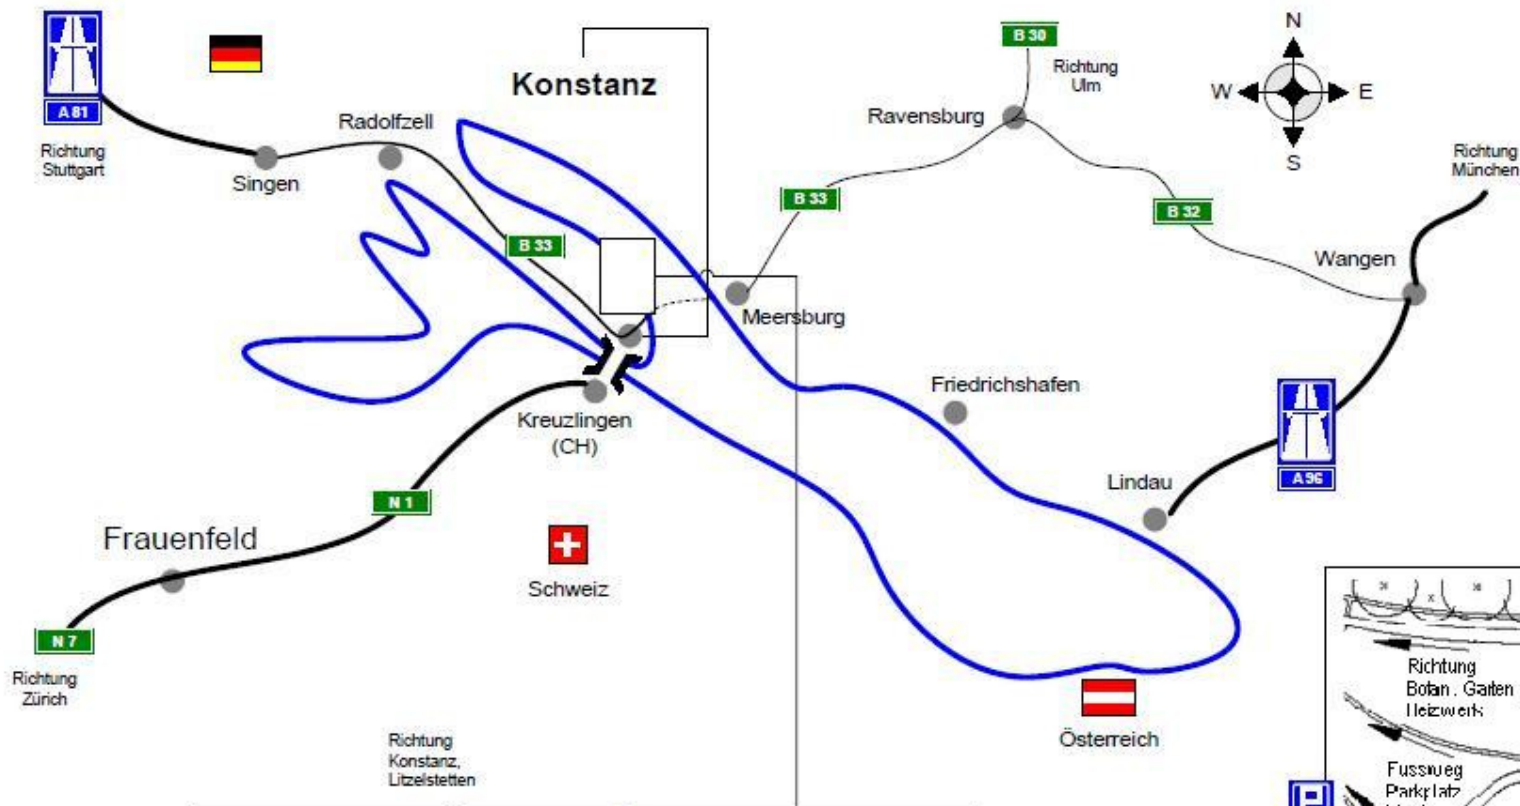 A 81
Richtung
Stuttgart
Konstanz
B 30
Richtung
Ulm
N
W
E
S
Radolfzell
Singen
Ravensburg
Richtung
München
B 33
B 33
B 32
Wangen
Meersburg
Friedrichshafen
Kreuzlingen
(CH)
Lindau
A 96
N 1
Frauenfeld
Schweiz
N 7
Richtung
Zürich
Österreich
Richtung
Konstanz,
Litzelstetten
Richtung
Botan. Garten
Heizwerk
Fussweg
Parkplatz